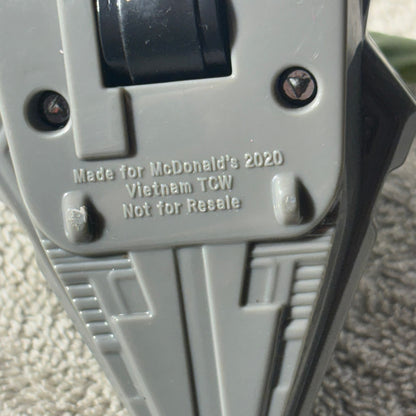 Made for McDonald's 2020
Vietnam TCW
Not for Resale